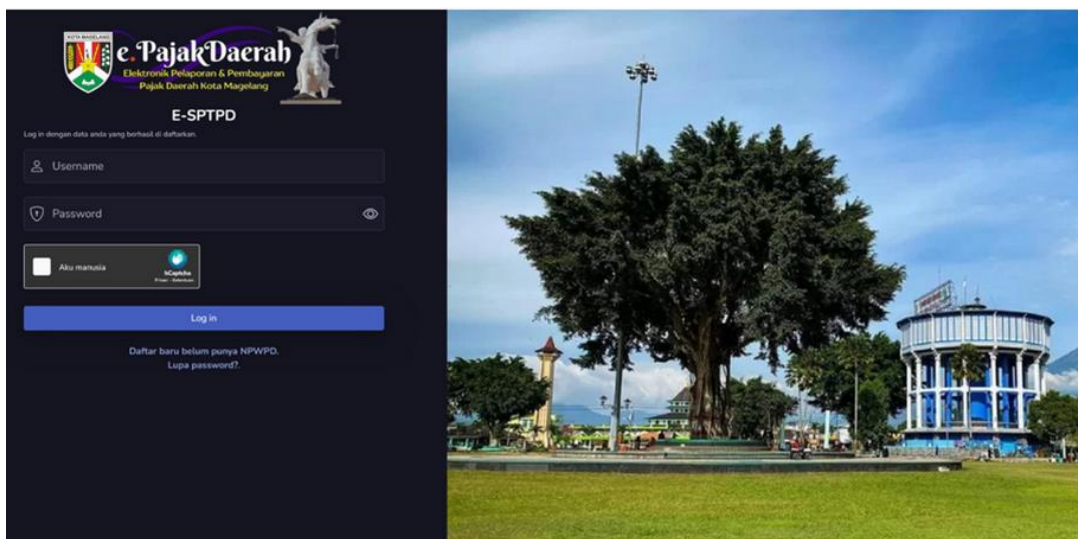 KOTA MAGELANG
e.PajakDaerah
Elektronik Pelaporan & Pembayaran
Pajak Daerah Kota Magelang
E-SPTPD
Log in dengan data anda yang berhasil di daftarkan.
Username
Password
Aku manusia
hCaptcha
Log in
Daftar baru belum punya NPWPD.
Lupa password?.